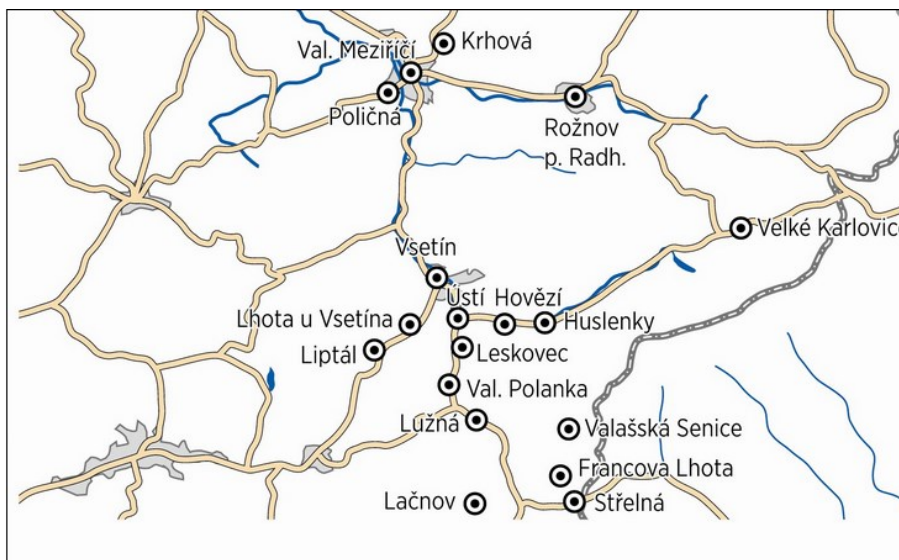 Krhová
Val. Meziříčí
Poličná
Rožnov
p. Radh.
Velké Karlovice
Vsetín
Ústí
Hovězí
Lhota u Vsetína
Huslenky
Liptál
Leskovec
Val. Polanka
Lužná
Valašská Senice
Francova Lhota
Lačnov
Střelná